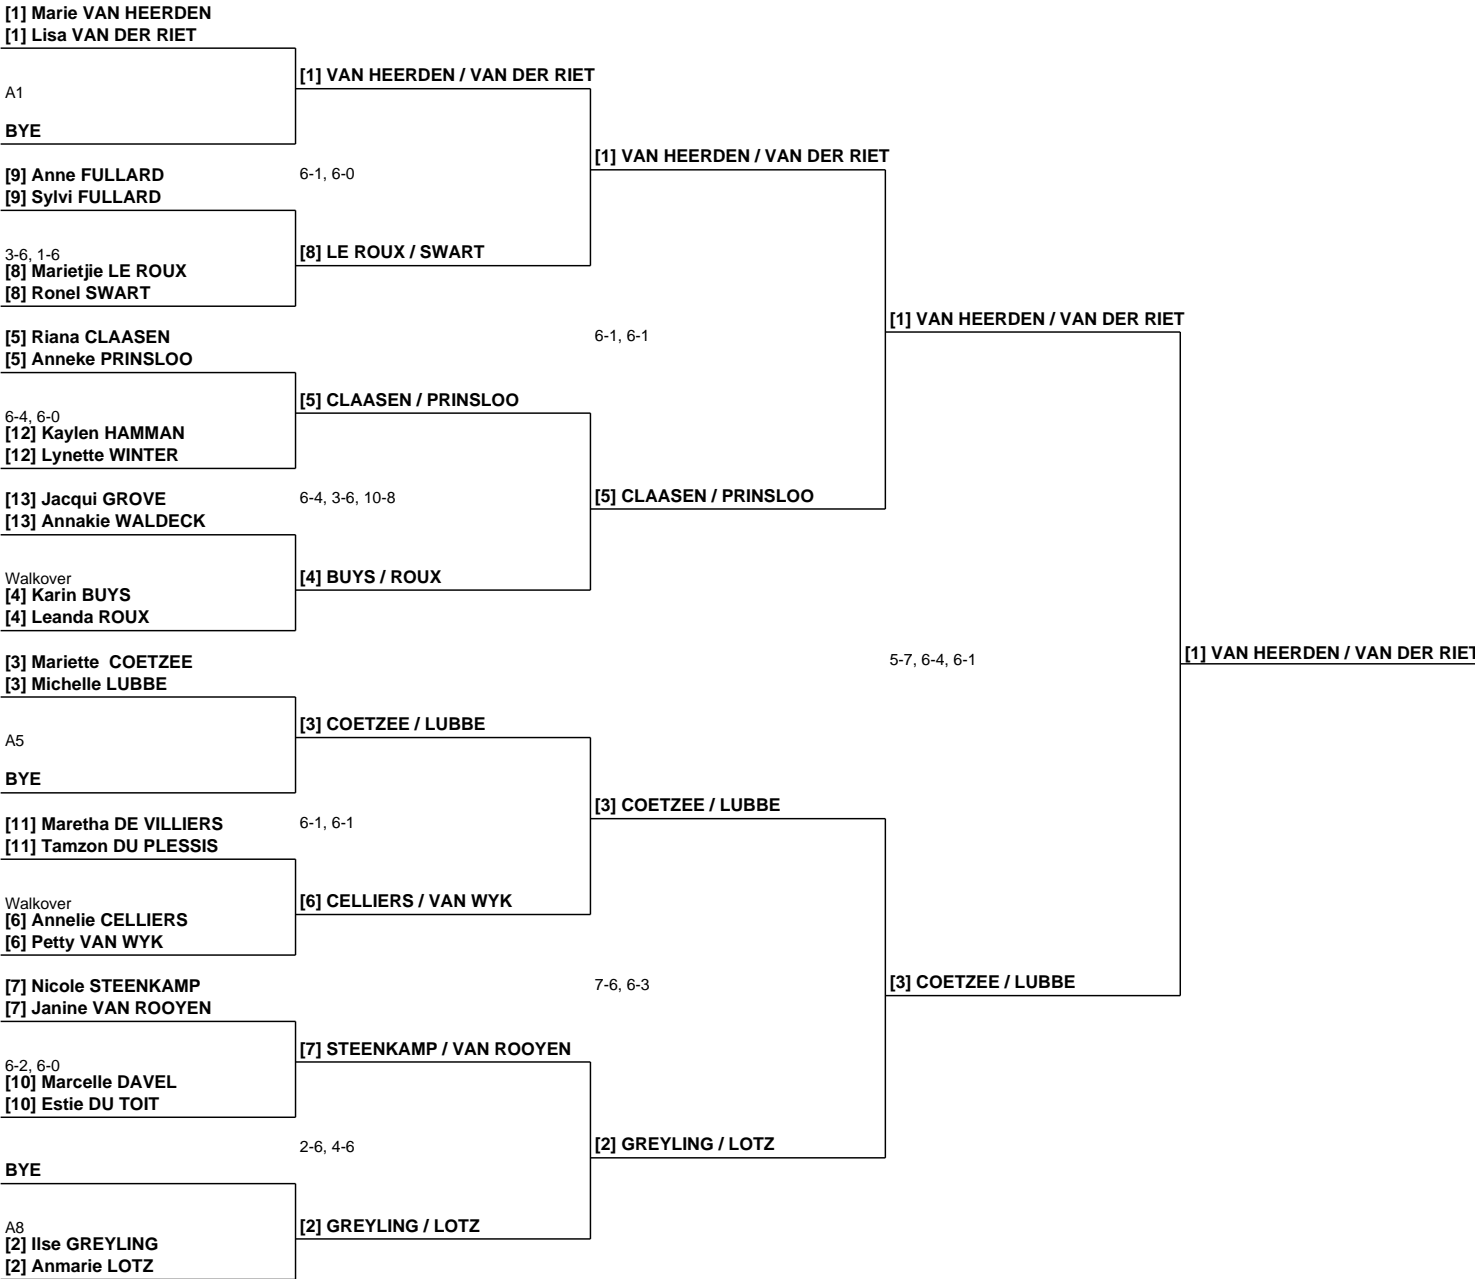 [1] Marie VAN HEERDEN
[1] Lisa VAN DER RIET
[1] VAN HEERDEN / VAN DER RIET
A1
BYE
[1] VAN HEERDEN / VAN DER RIET
[9] Anne FULLARD
6-1, 6-0
[9] Sylvi FULLARD
3-6, 1-6
[8] LE ROUX / SWART
[8] Marietjie LE ROUX
[8] Ronel SWART
[1] VAN HEERDEN / VAN DER RIET
[5] Riana CLAASEN
6-1, 6-1
[5] Anneke PRINSLOO
[5] CLAASEN / PRINSLOO
6-4, 6-0
[12] Kaylen HAMMAN
[12] Lynette WINTER
[13] Jacqui GROVE
6-4, 3-6, 10-8
[5] CLAASEN / PRINSLOO
[13] Annakie WALDECK
Walkover
[4] BUYS / ROUX
[4] Karin BUYS
[4] Leanda ROUX
[3] Mariette  COETZEE
5-7, 6-4, 6-1
[1] VAN HEERDEN / VAN DER RIET
[3] Michelle LUBBE
[3] COETZEE / LUBBE
A5
BYE
[3] COETZEE / LUBBE
[11] Maretha DE VILLIERS
6-1, 6-1
[11] Tamzon DU PLESSIS
Walkover
[6] CELLIERS / VAN WYK
[6] Annelie CELLIERS
[6] Petty VAN WYK
[7] Nicole STEENKAMP
7-6, 6-3
[3] COETZEE / LUBBE
[7] Janine VAN ROOYEN
[7] STEENKAMP / VAN ROOYEN
6-2, 6-0
[10] Marcelle DAVEL
[10] Estie DU TOIT
2-6, 4-6
[2] GREYLING / LOTZ
BYE
A8
[2] GREYLING / LOTZ
[2] Ilse GREYLING
[2] Anmarie LOTZ